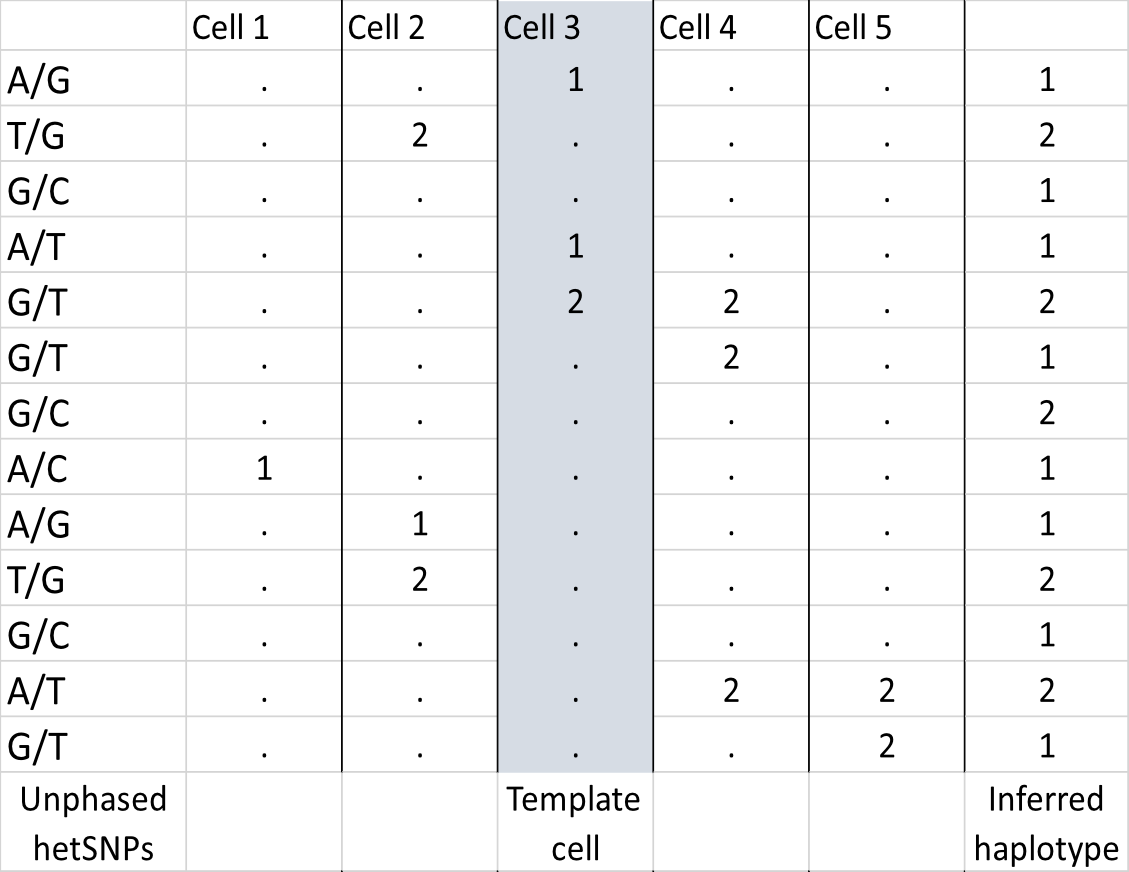 Cell 1 Cell 2 Cell 3 Cell 4 Cell 5
A/G . . 1 . . 1
T/G . 2 . . . 2
G/C . . . . . 1
A/T . . 1 . . 1
G/T . . 2 2 . 2
G/T . . . 2 . 1
G/C . . . . . 2
A/C 1 . . . . 1
A/G . 1 . . . 1
T/G . 2 . . . 2
G/C . . . . . 1
A/T . . . 2 2 2
G/T . . . . 2 1
Unphased Template Inferred
hetSNPs cell haplotype